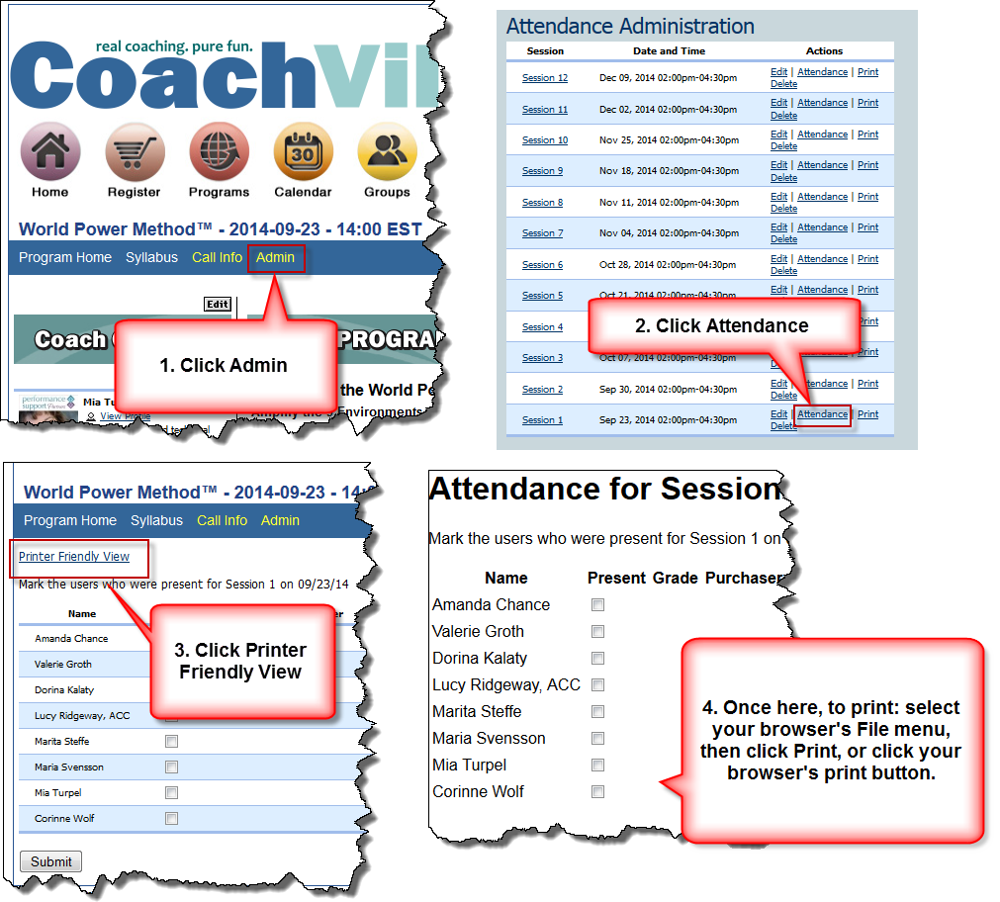 real coaching. pure fun.
CoachVil
Home Register Programs Calendar Groups
World Power Method™ - 2014-09-23 - 14:00 EST
Program Home Syllabus Call Info Admin
Edit
Coach PROGRA
1. Click Admin
the World Po
performance
support
Mia Tu
View Profile
Environments
Attendance Administration
Session Date and Time Actions
Session 12 Dec 09, 2014 02:00pm-04:30pm Edit | Attendance | Print
Delete
Session 11 Dec 02, 2014 02:00pm-04:30pm Edit | Attendance | Print
Delete
Session 10 Nov 25, 2014 02:00pm-04:30pm Edit | Attendance | Print
Delete
Session 9 Nov 18, 2014 02:00pm-04:30pm Edit | Attendance | Print
Delete
Session 8 Nov 11, 2014 02:00pm-04:30pm Edit | Attendance | Print
Delete
Session 7 Nov 04, 2014 02:00pm-04:30pm Edit | Attendance | Print
Delete
Session 6 Oct 28, 2014 02:00pm-04:30pm Edit | Attendance | Print
Delete
Session 5 Oct 21, 2014 02:00pm-04:30pm Edit | Attendance | Print
2. Click Attendance
Session 4 Print
Session 3 Oct 07, 2014 02:00pm-04:30pm Print
Session 2 Sep 30, 2014 02:00pm-04:30pm Edit | Attendance | Print
Delete
Session 1 Sep 23, 2014 02:00pm-04:30pm Edit | Attendance | Print
Delete
World Power Method™ - 2014-09-23 - 14:
Program Home Syllabus Call Info Admin
Printer Friendly View
Mark the users who were present for Session 1 on 09/23/14
Name
Amanda Chance
Valerie Groth
Dorina Kalaty
Lucy Ridgeway, ACC
Marita Steffe
Maria Svensson
Mia Turpel
Corinne Wolf
Submit
3. Click Printer
Friendly View
Attendance for Session
Mark the users who were present for Session 1 on
Name Present Grade Purchaser
Amanda Chance
Valerie Groth
Dorina Kalaty
Lucy Ridgeway, ACC
Marita Steffe
Maria Svensson
Mia Turpel
Corinne Wolf
4. Once here, to print: select
your browser's File menu,
then click Print, or click your
browser's print button.